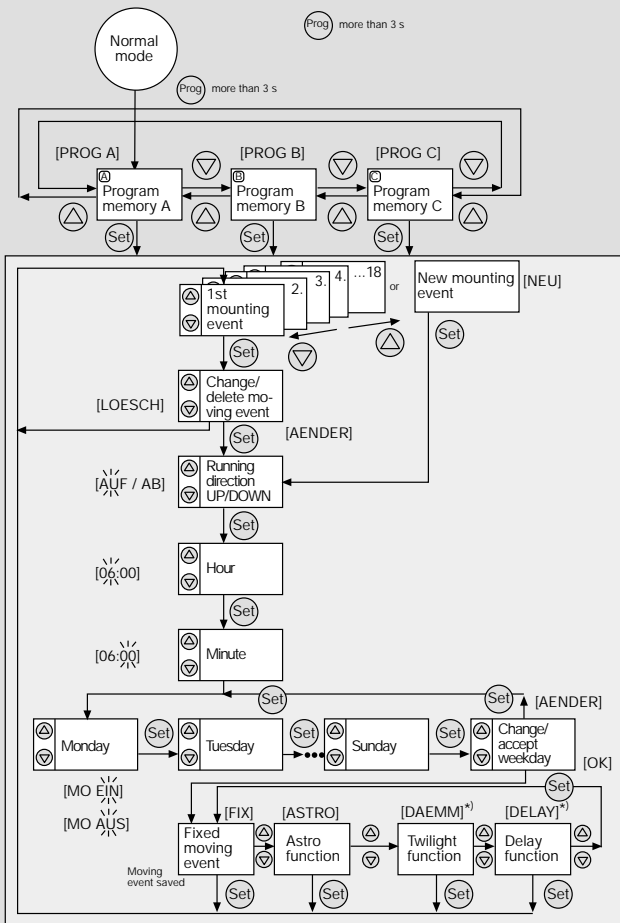 Prog more than 3 s
Normal
mode
Prog more than 3 s
[PROG A]
[PROG B]
[PROG C]
A
Program
memory A
B
Program
memory B
C
Program
memory C
Set
Set
Set
1st
mounting
event
2.
3.
4.
...18
or
New mounting
event
[NEU]
Set
Set
Change/
delete mo-
ving event
[LOESCH]
Set
[AENDER]
Running
direction
UP/DOWN
[AUF / AB]
Set
Hour
[06:00]
Set
Minute
[06:00]
Set
Set
[AENDER]
Monday
Set
Tuesday
Set
Sunday
Set
Change/
accept
weekday
[MO EIN]
[MO AUS]
[OK]
Set
[FIX]
[ASTRO]
[DAEMM]*)
[DELAY]*)
Fixed
moving
event
Astro
function
Twilight
function
Delay
function
Moving
event saved
Set
Set
Set
Set